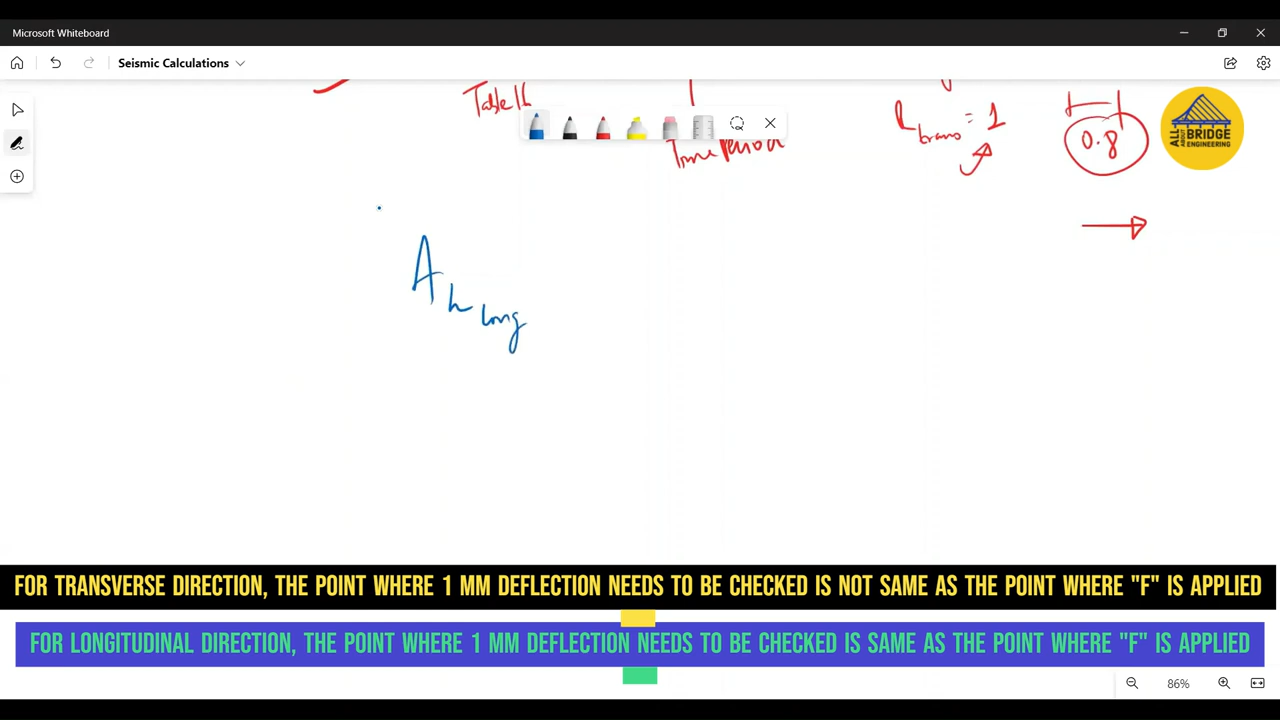 Microsoft Whiteboard
Seismic Calculations
Table 16
Time Period
trans = 1
0.8
ALL ABOUT BRIDGE ENGINEERING
A h long
FOR TRANSVERSE DIRECTION, THE POINT WHERE 1 MM DEFLECTION NEEDS TO BE CHECKED IS NOT SAME AS THE POINT WHERE "F" IS APPLIED
FOR LONGITUDINAL DIRECTION, THE POINT WHERE 1 MM DEFLECTION NEEDS TO BE CHECKED IS SAME AS THE POINT WHERE "F" IS APPLIED
86%